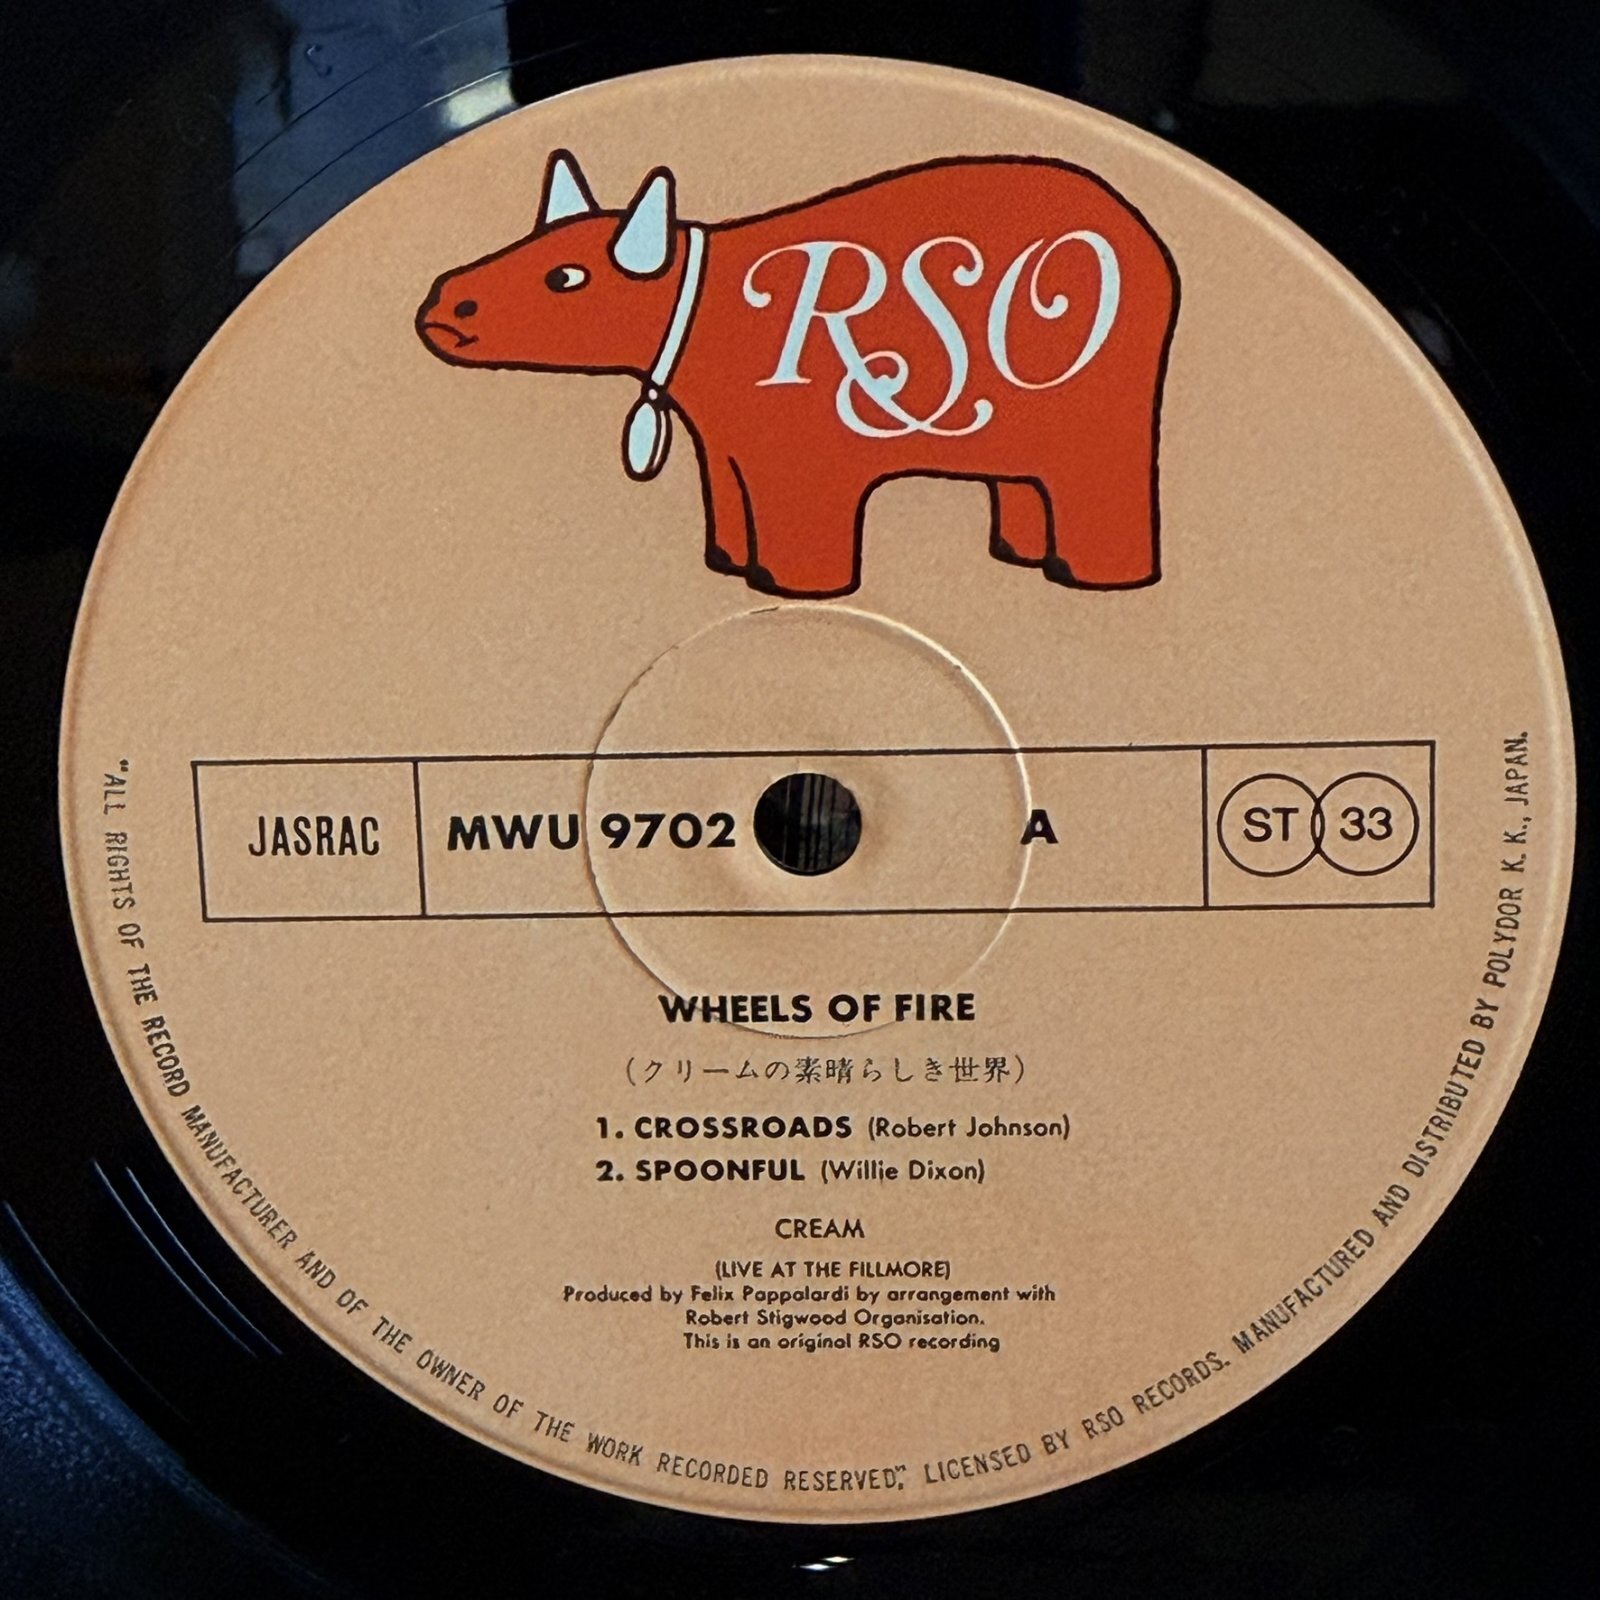 RSO
JASRAC
MWU 9702
A
ST 33
WHEELS OF FIRE
(クリームの素晴らしき世界)
1. CROSSROADS (Robert Johnson)
2. SPOONFUL (Willie Dixon)
CREAM
(LIVE AT THE FILLMORE)
Produced by Felix Pappalardi by arrangement with
Robert Stigwood Organisation.
This is an original RSO recording
"ALL RIGHTS OF THE RECORD MANUFACTURER AND OF THE OWNER OF THE WORK RECORDED RESERVED". LICENSED BY RSO RECORDS. MANUFACTURED AND DISTRIBUTED BY POLYDOR K. K., JAPAN.